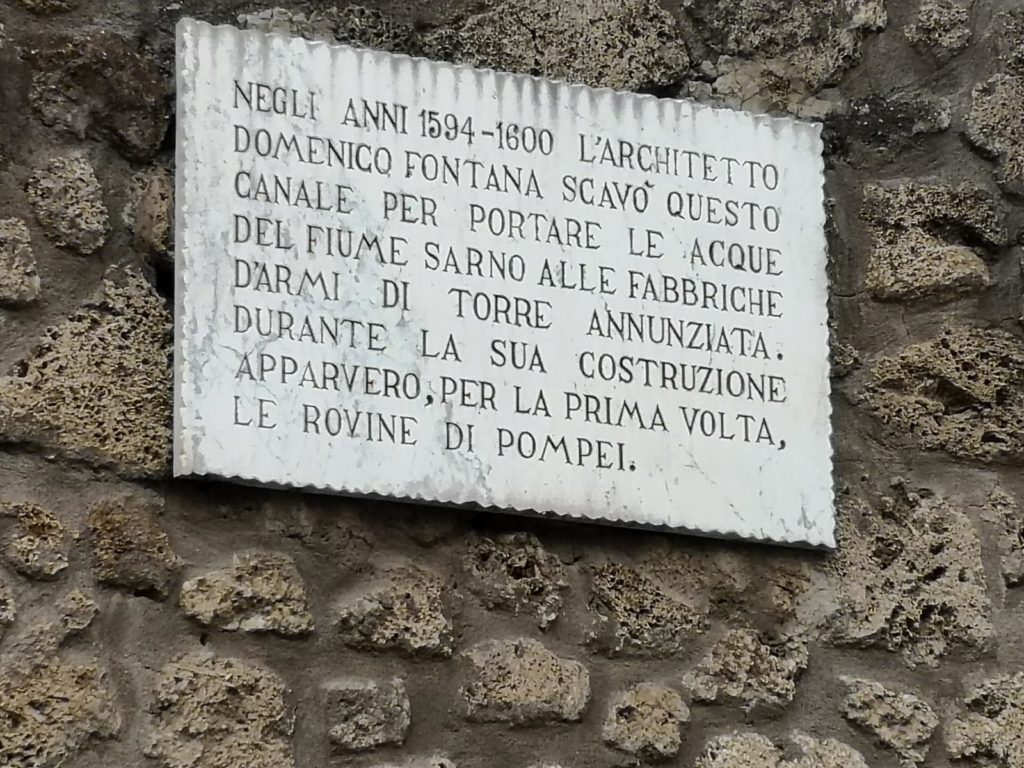 NEGLI ANNI 1594-1600 L'ARCHITETTO
DOMENICO FONTANA SCAVÒ QUESTO
CANALE PER PORTARE LE ACQUE
DEL FIUME SARNO ALLE FABBRICHE
D'ARMI DI TORRE ANNUNZIATA.
DURANTE LA SUA COSTRUZIONE
APPARVERO, PER LA PRIMA VOLTA,
LE ROVINE DI POMPEI.